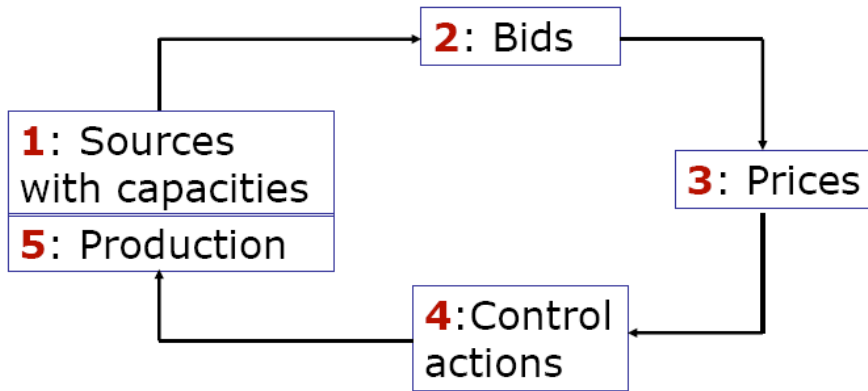 2: Bids
1: Sources
with capacities
3: Prices
5: Production
4:Control
actions